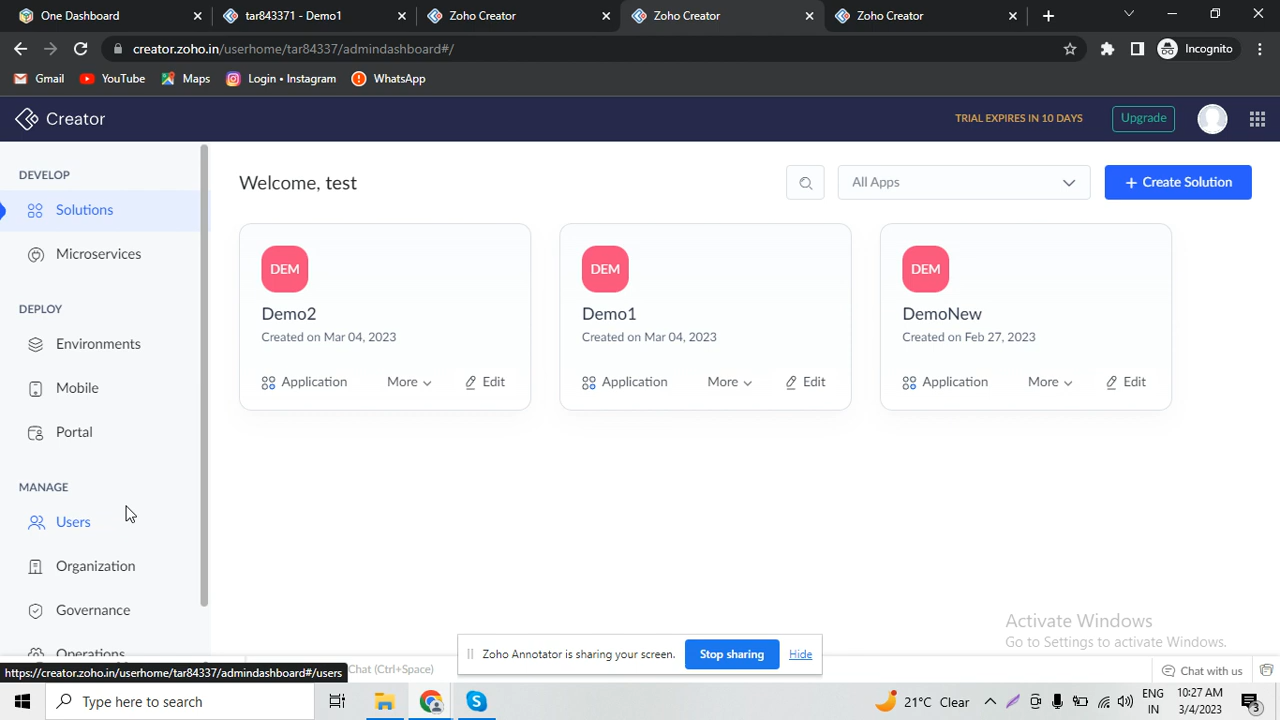 One Dashboard
tar843371 - Demo1
Zoho Creator
Zoho Creator
Zoho Creator
creator.zoho.in/userhome/tar84337/admindashboard#/
Incognito
Gmail
YouTube
Maps
Login • Instagram
WhatsApp
Creator
TRIAL EXPIRES IN 10 DAYS
Upgrade
DEVELOP
Solutions
Microservices
DEPLOY
Environments
Mobile
Portal
MANAGE
Users
Organization
Governance
Operations
Welcome, test
All Apps
+ Create Solution
DEM
Demo2
Created on Mar 04, 2023
Application
More
Edit
DEM
Demo1
Created on Mar 04, 2023
Application
More
Edit
DEM
DemoNew
Created on Feb 27, 2023
Application
More
Edit
Activate Windows
Go to Settings to activate Windows.
Zoho Annotator is sharing your screen.
Stop sharing
Hide
https://creator.zoho.in/userhome/tar84337/admindashboard#/users
Chat (Ctrl+Space)
Chat with us
Type here to search
21°C Clear
ENG
IN
10:27 AM
3/4/2023
3